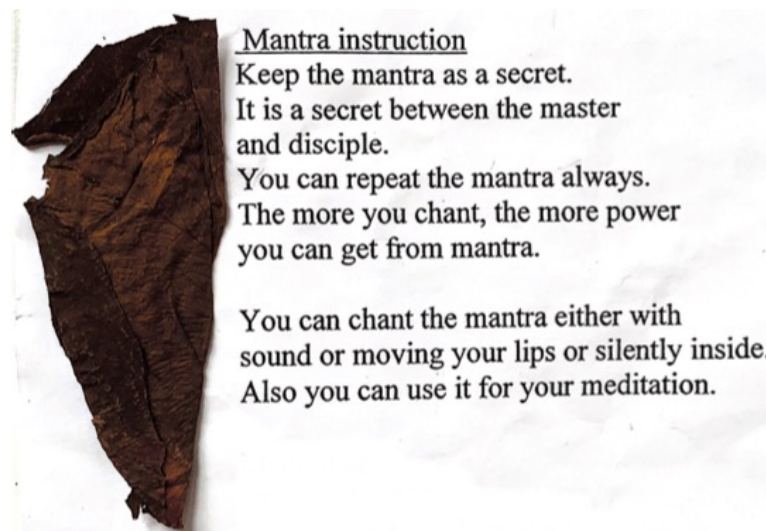 Mantra instruction
Keep the mantra as a secret.
It is a secret between the master
and disciple.
You can repeat the mantra always.
The more you chant, the more power
you can get from mantra.
You can chant the mantra either with
sound or moving your lips or silently inside.
Also you can use it for your meditation.